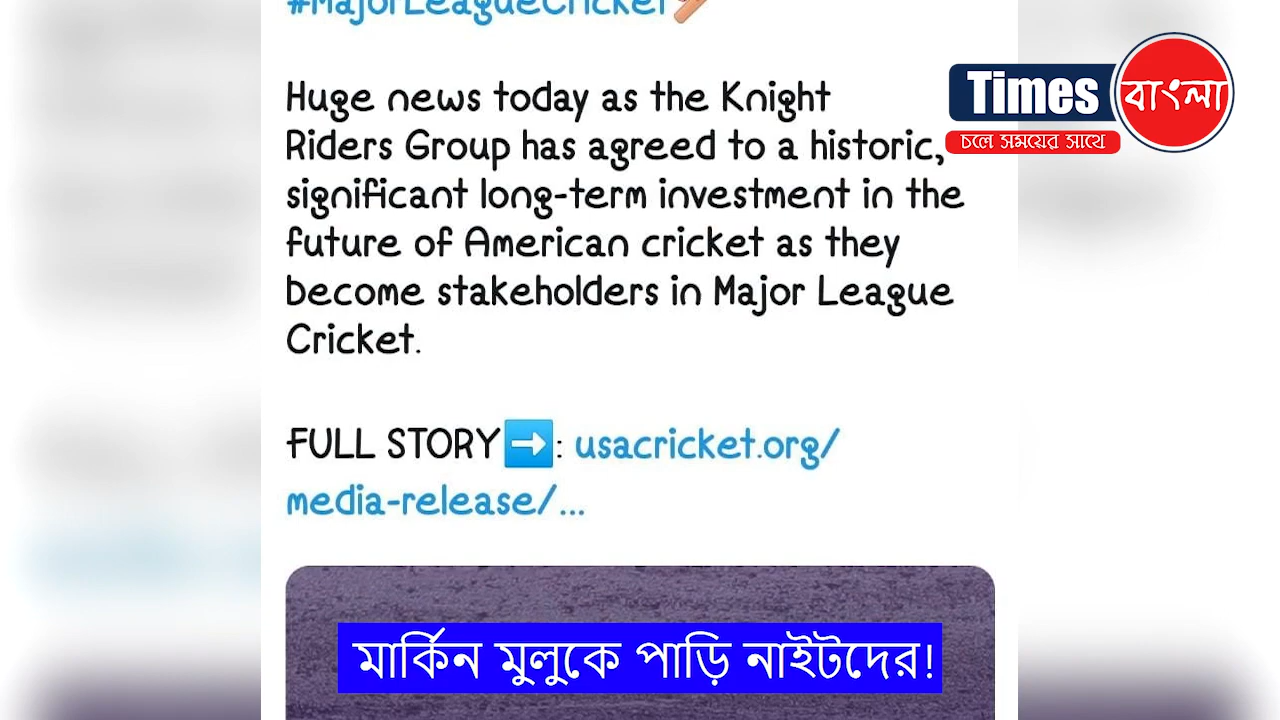 #MajorLeagueCricket
Huge news today as the Knight
Riders Group has agreed to a historic,
significant long-term investment in the
future of American cricket as they
become stakeholders in Major League
Cricket.
FULL STORY➡️: usacricket.org/
media-release/...
Times বাংলা
চলে সময়ের সাথে
মার্কিন মুলুকে পাড়ি নাইটদের!